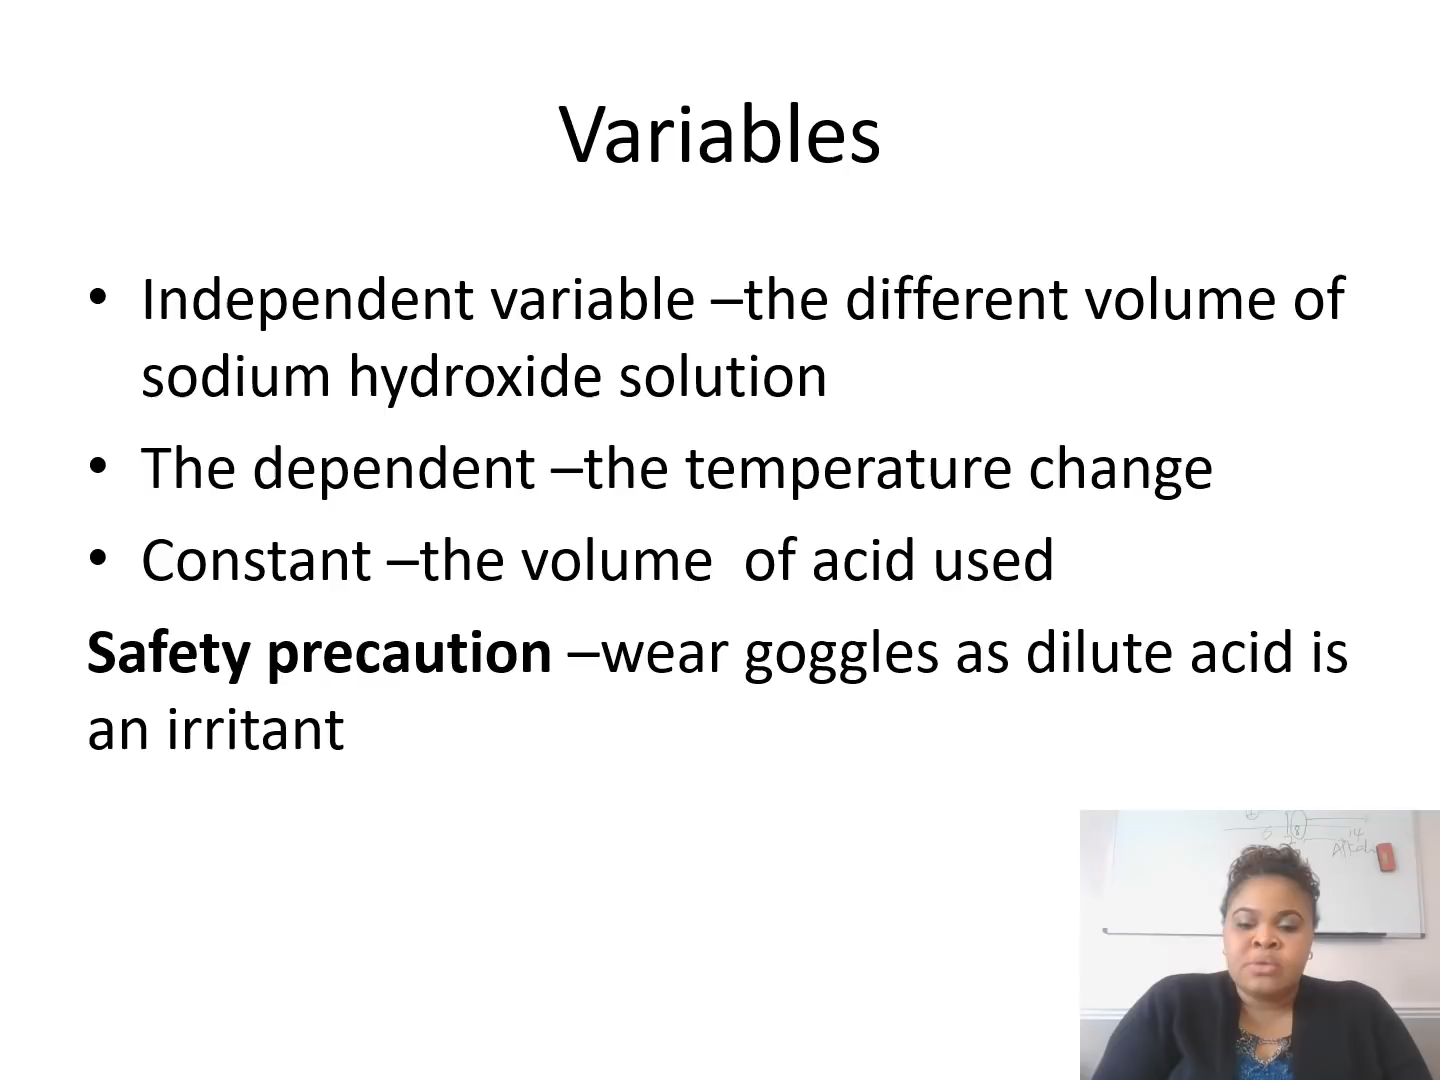 Variables
• Independent variable –the different volume of
sodium hydroxide solution
• The dependent –the temperature change
• Constant –the volume  of acid used
Safety precaution –wear goggles as dilute acid is
an irritant
14